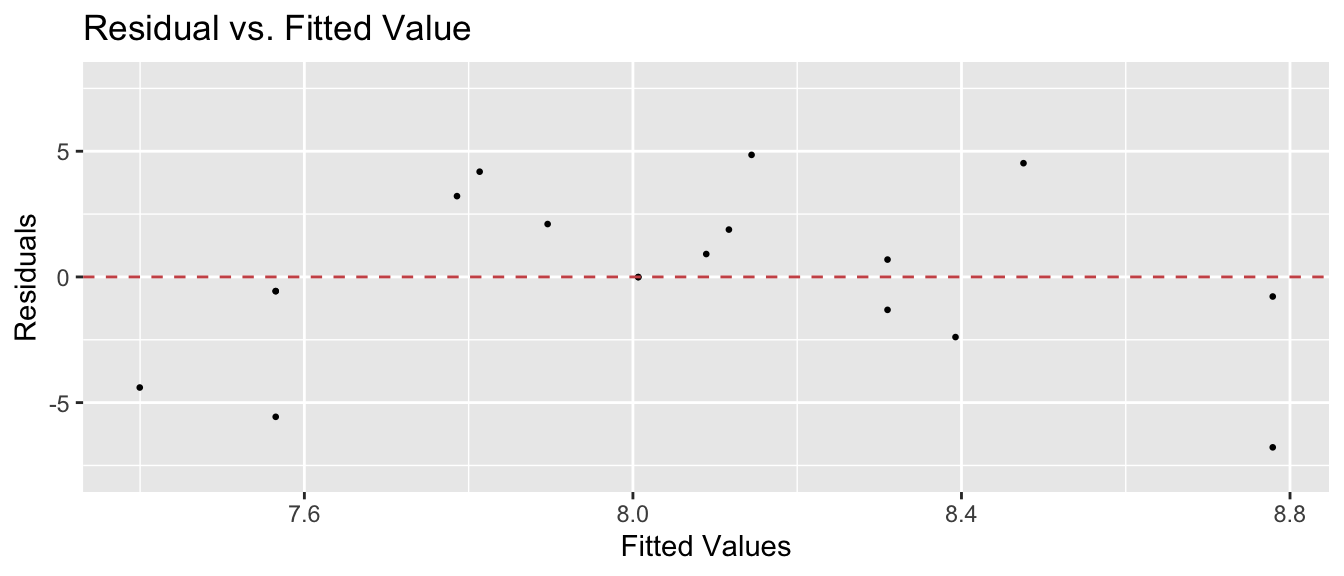 Residual vs. Fitted Value
Residuals
5
0
-5
7.6
8.0
8.4
8.8
Fitted Values